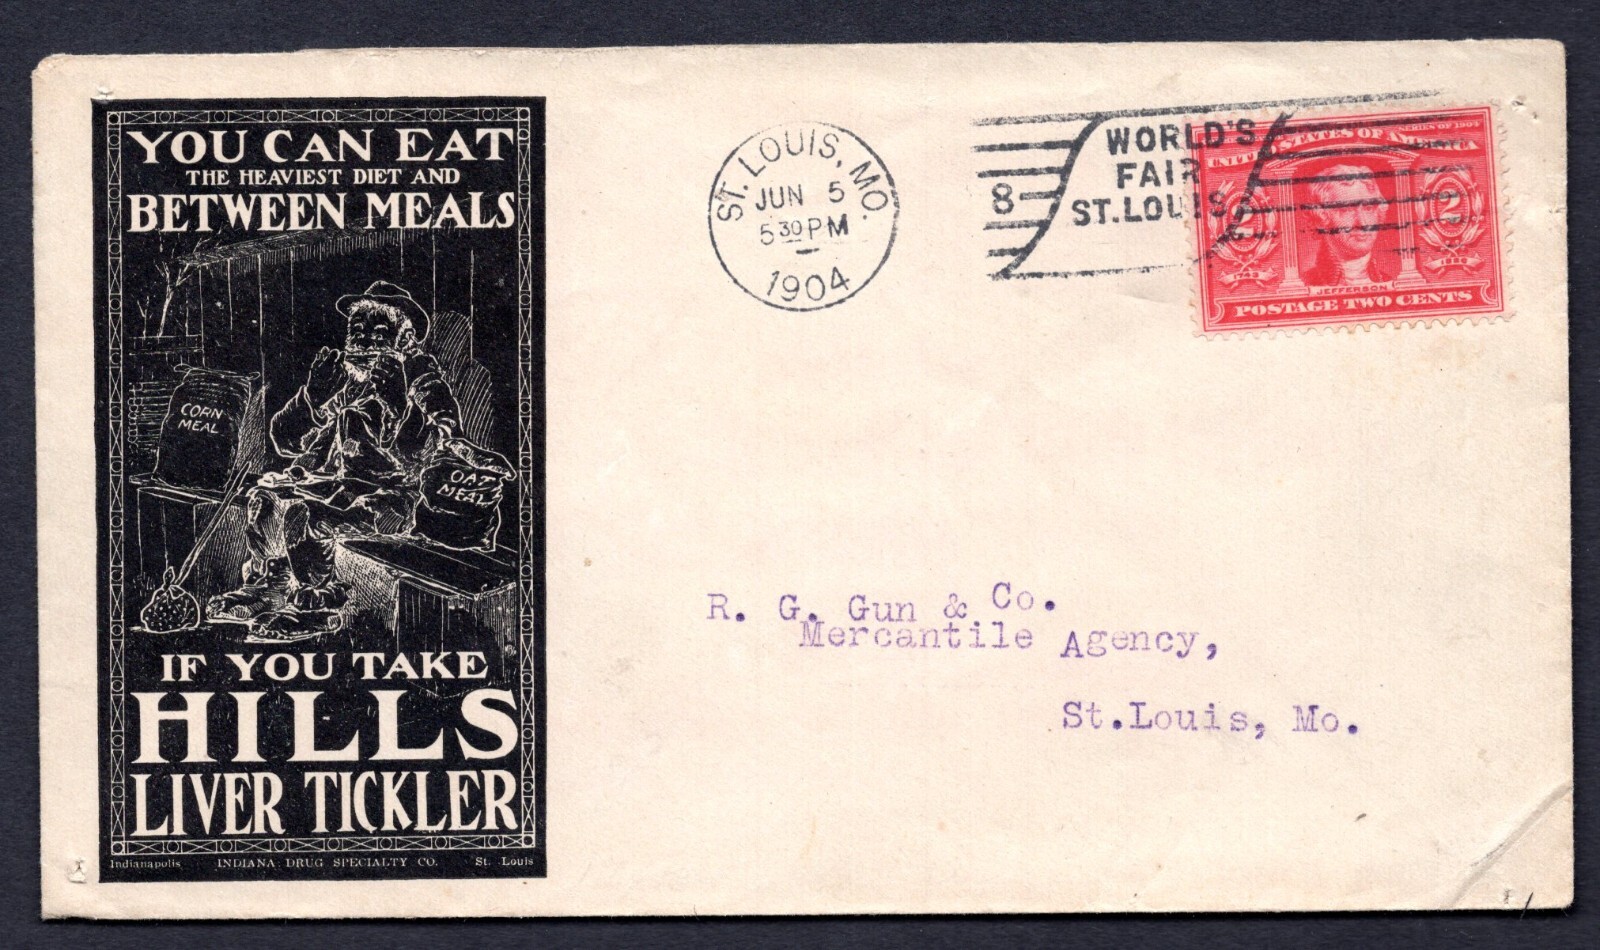 YOU CAN EAT
THE HEAVIEST DIET AND
BETWEEN MEALS
CORN
MEAL
OAT
MEAL
IF YOU TAKE
HILLS
LIVER TICKLER
Indianapolis INDIANA DRUG SPECIALTY CO. St. Louis
ST. LOUIS, MO.
JUN 5
5 30 PM
1904
8
WORLD'S
FAIR
ST. LOUIS
SERIES OF 1904
UNITED STATES OF AMERICA
2 2
JEFFERSON
POSTAGE TWO CENTS
R. G. Gun & Co.
Mercantile Agency,
St.Louis, Mo.